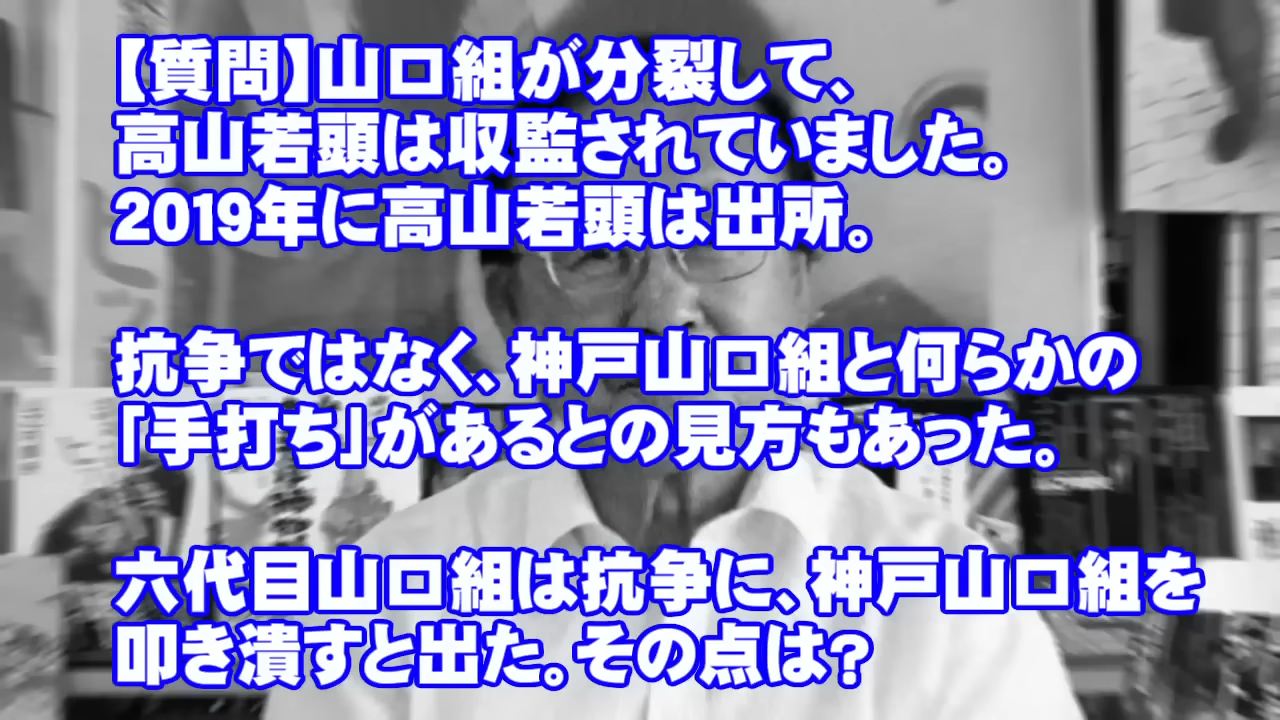 【質問】山口組が分裂して、
高山若頭は収監されていました。
2019年に高山若頭は出所。
抗争ではなく、神戸山口組と何らかの
「手打ち」があるとの見方もあった。
六代目山口組は抗争に、神戸山口組を
叩き潰すと出た。その点は?